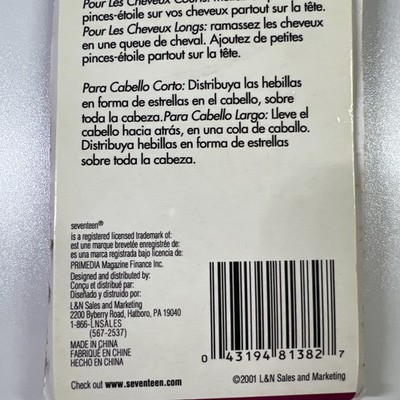 Pour Les Cheveux Courts:
pinces-étoile sur vos cheveux partout sur la tête.
Pour Les Cheveux Longs: ramassez les cheveux
en une queue de cheval. Ajoutez de petites
pinces-étoile partout sur la tête.
Para Cabello Corto: Distribuya las hebillas
en forma de estrellas en el cabello, sobre
toda la cabeza.Para Cabello Largo: Lleve el
cabello hacia atrás, en una cola de caballo.
Distribuya hebillas en forma de estrellas
sobre toda la cabeza.
seventeen®
is a registered licensed trademark of:
est une marque brevetée enregistrée de:
es una marca registrada bajo licencia de:
PRIMEDIA Magazine Finance Inc.
Designed and distributed by:
Conçu et distribué par:
Diseñado y distruido por:
L&N Sales and Marketing
2200 Byberry Road, Hatboro, PA 19040
1-866-LNSALES
(567-2537)
MADE IN CHINA
FABRIQUÉ EN CHINE
HECHO EN CHINA
Check out www.seventeen.com
0 43194 81382 7
©2001 L&N Sales and Marketing